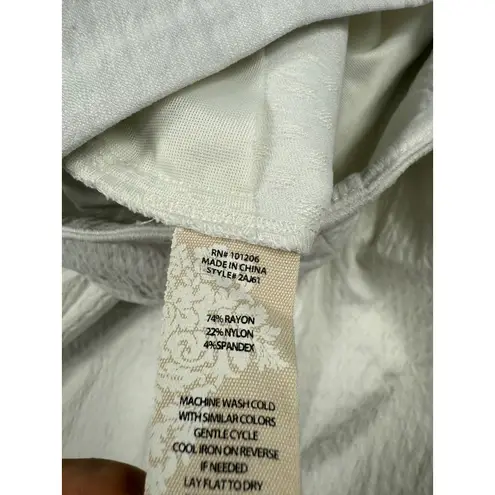 RN# 101206
MADE IN CHINA
STYLE# 2AJ61
74% RAYON
22% NYLON
4%SPANDEX
MACHINE WASH COLD
WITH SIMILAR COLORS
GENTLE CYCLE
COOL IRON ON REVERSE
IF NEEDED
LAY FLAT TO DRY